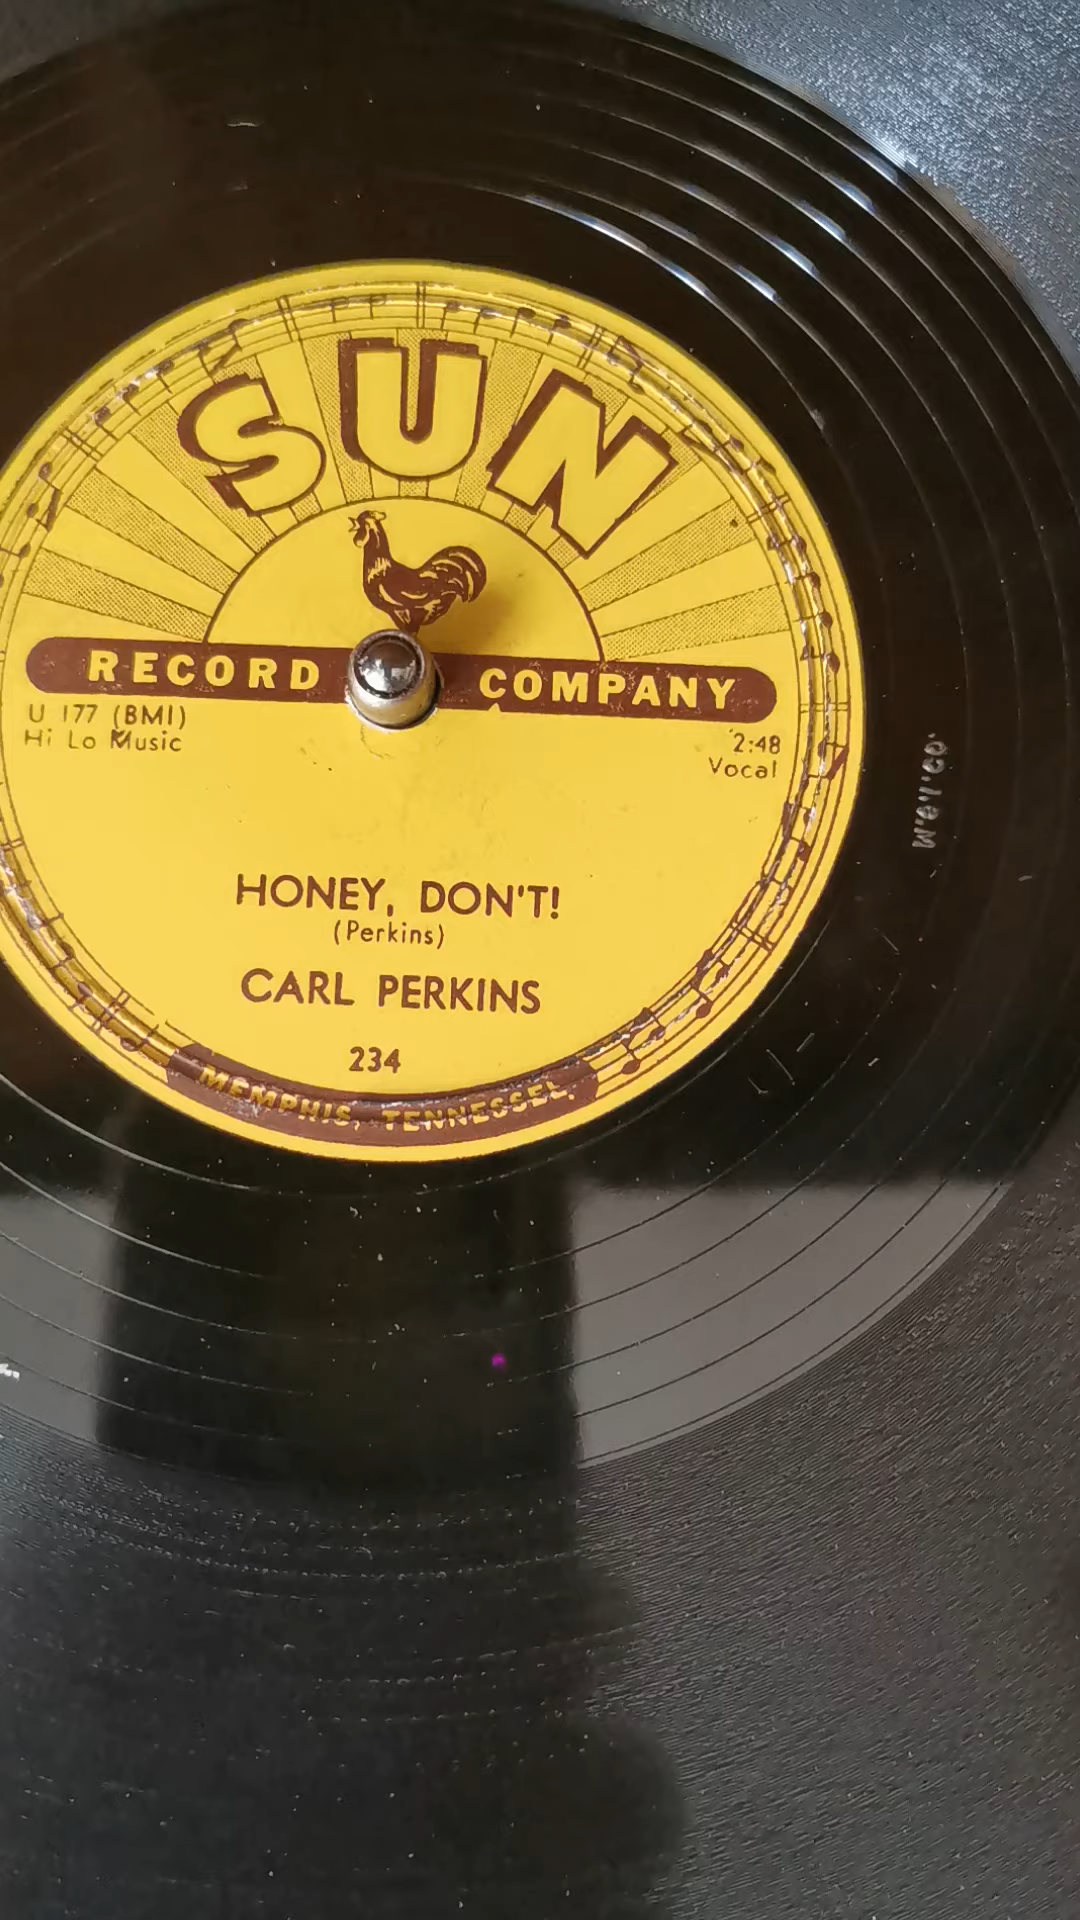 SUN
RECORD COMPANY
U 177 (BMI)
Hi Lo Music
2:48
Vocal
HONEY, DON'T!
(Perkins)
CARL PERKINS
234
MEMPHIS, TENNESSEE